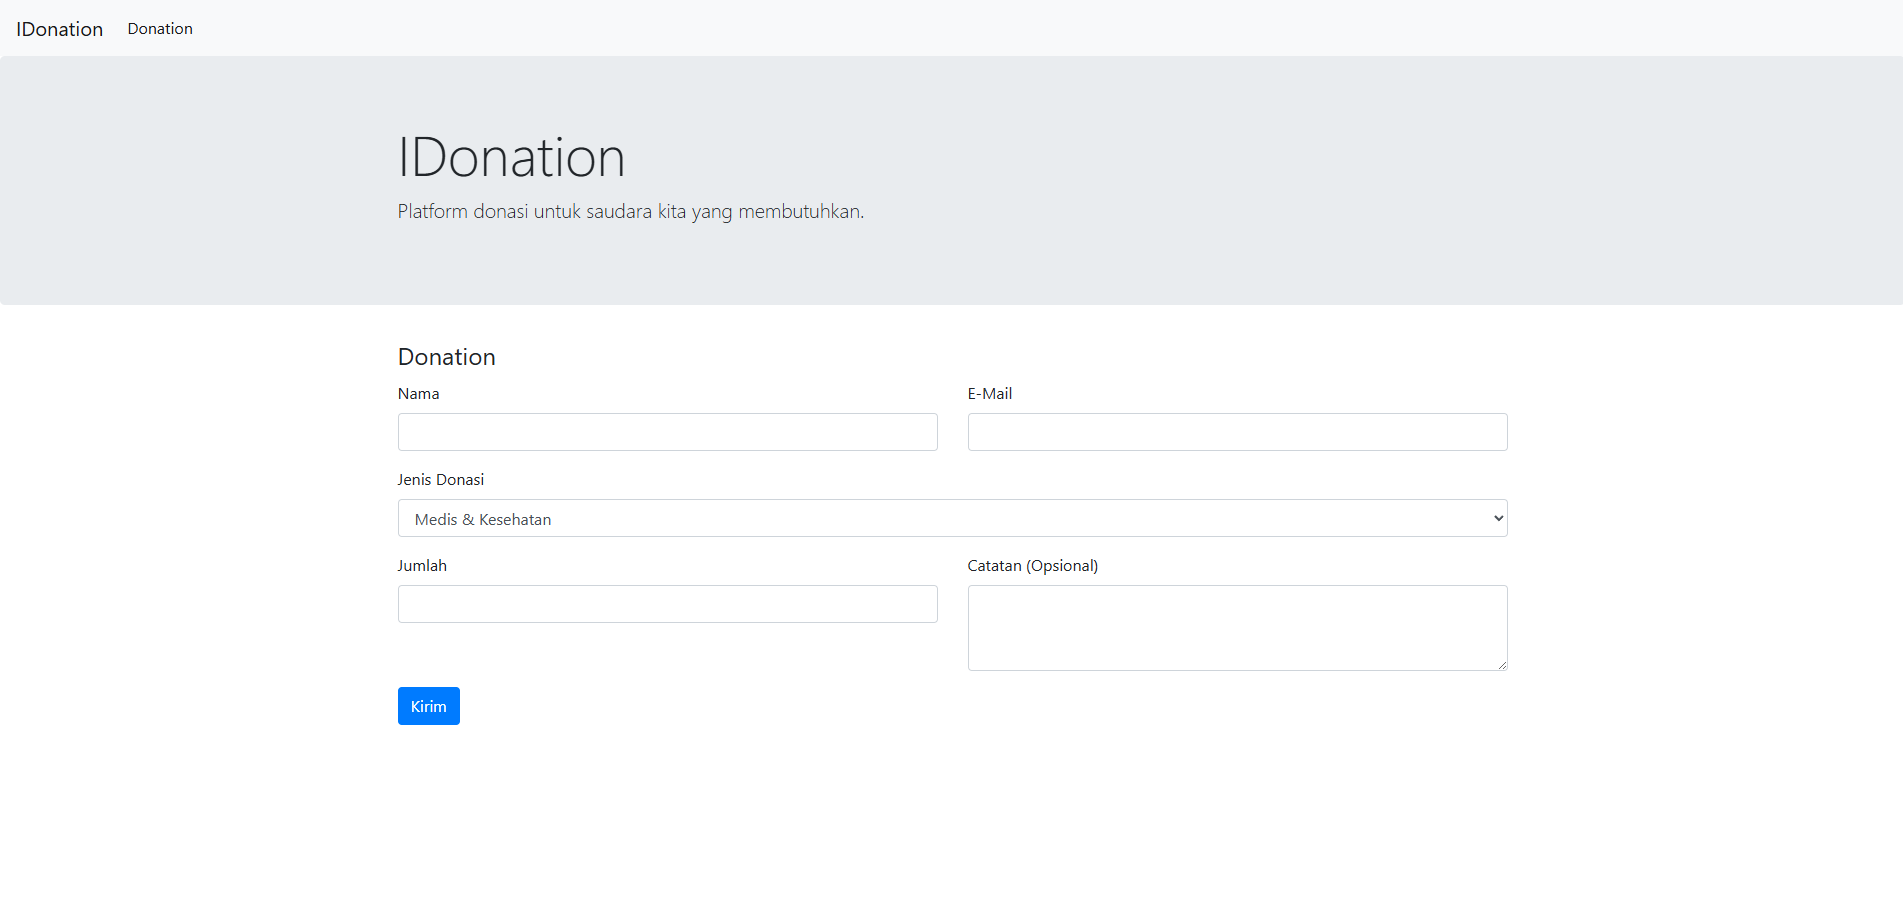 IDonation Donation
IDonation
Platform donasi untuk saudara kita yang membutuhkan.
Donation
Nama
E-Mail
Jenis Donasi
Medis & Kesehatan
Jumlah
Catatan (Opsional)
Kirim